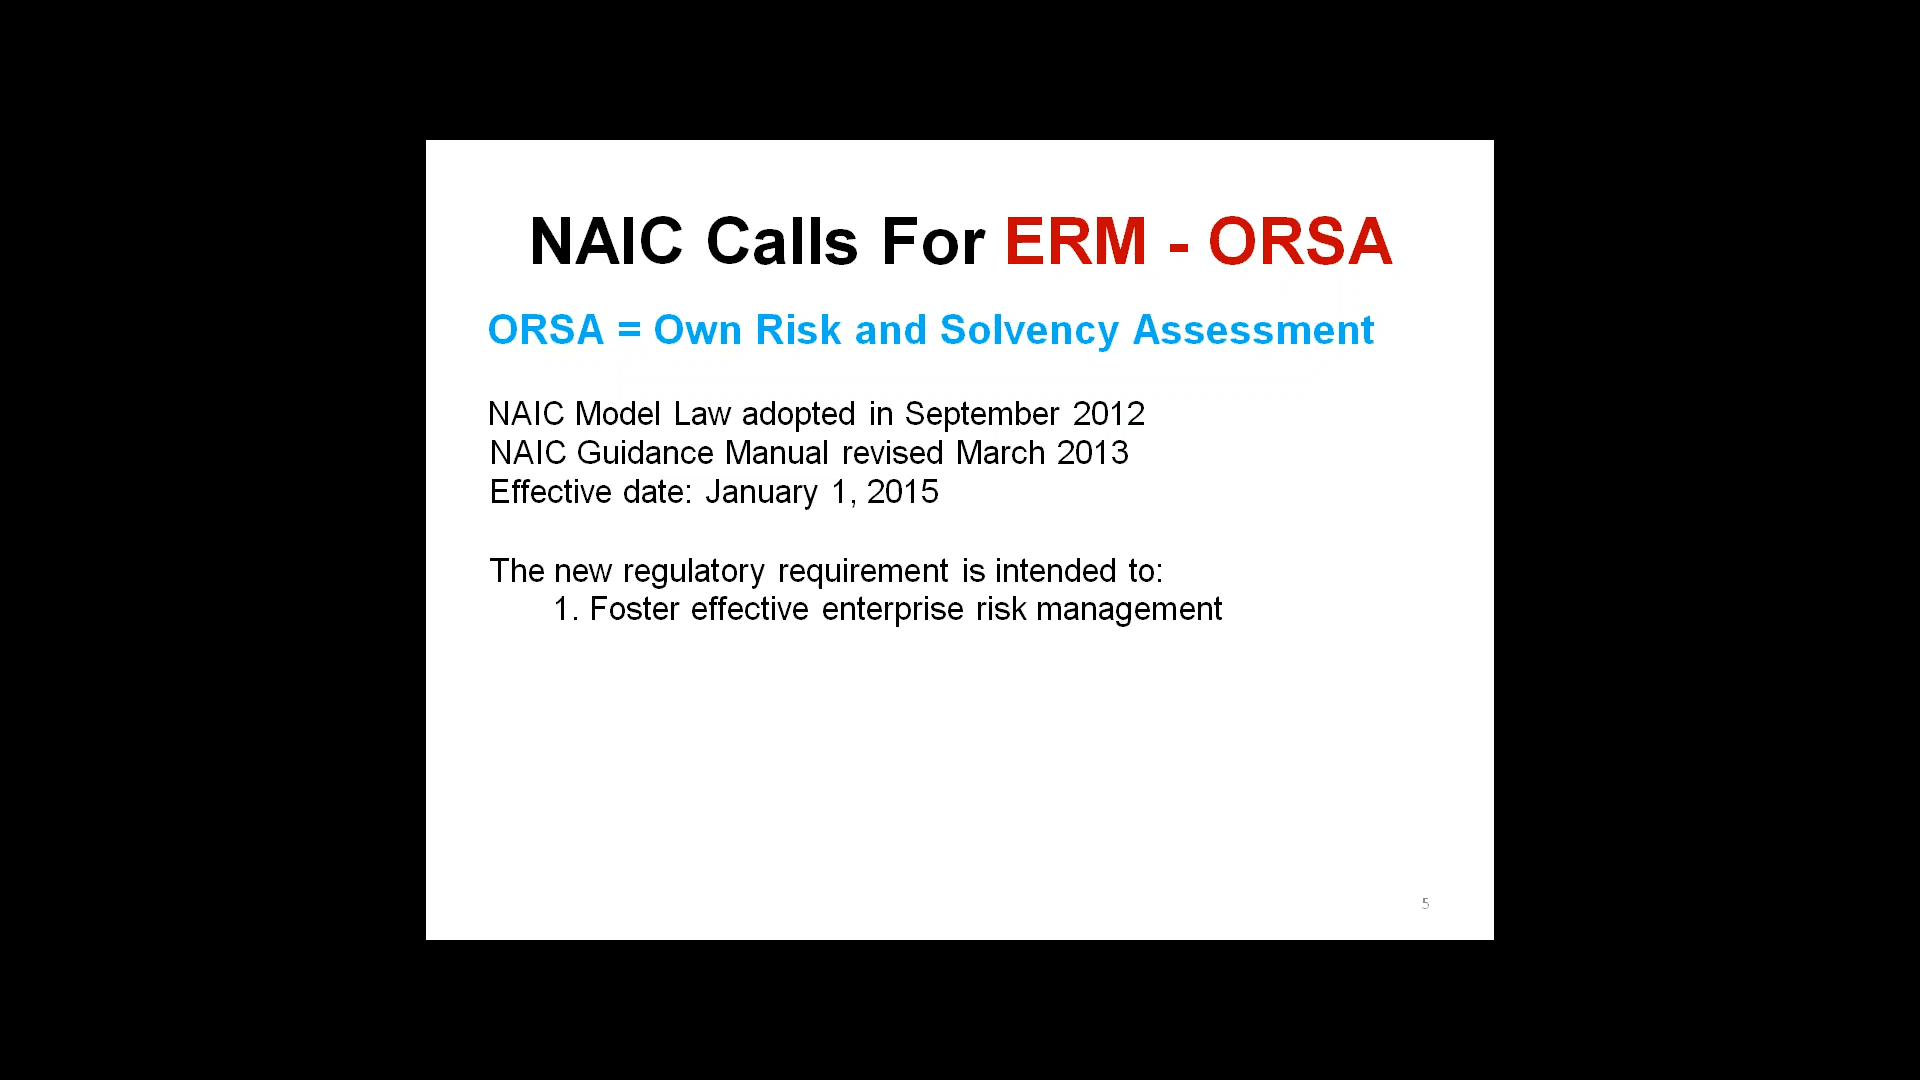 NAIC Calls For ERM - ORSA
ORSA = Own Risk and Solvency Assessment
NAIC Model Law adopted in September 2012
NAIC Guidance Manual revised March 2013
Effective date: January 1, 2015
The new regulatory requirement is intended to:
1. Foster effective enterprise risk management
5